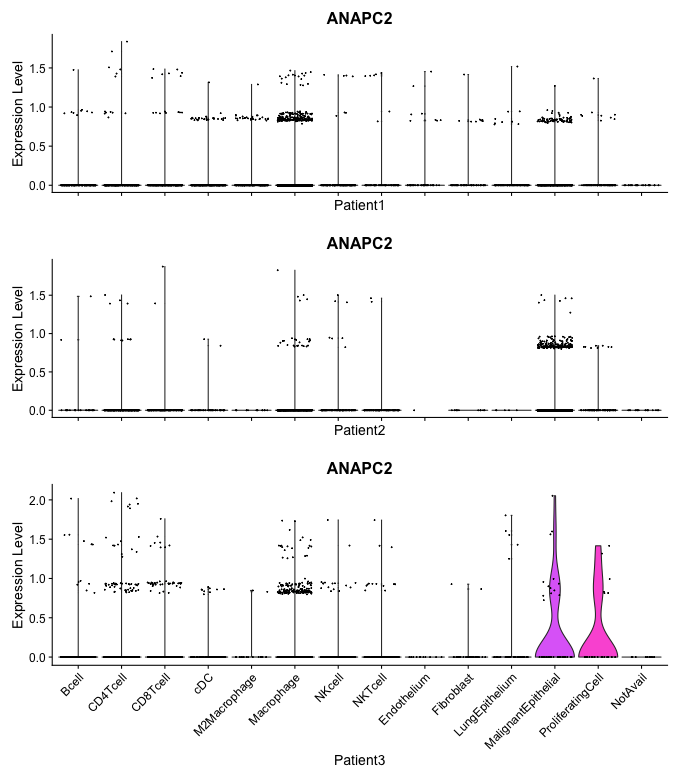 ANAPC2
Expression Level
1.5
1.0
0.5
0.0
Patient1
ANAPC2
Expression Level
1.5
1.0
0.5
0.0
Patient2
ANAPC2
Expression Level
2.0
1.5
1.0
0.5
0.0
Bcell
CD4Tcell
CD8Tcell
cDC
M2Macrophage
Macrophage
NKcell
NKTcell
Endothelium
Fibroblast
LungEpithelium
MalignantEpithelial
ProliferatingCell
NotAvail
Patient3